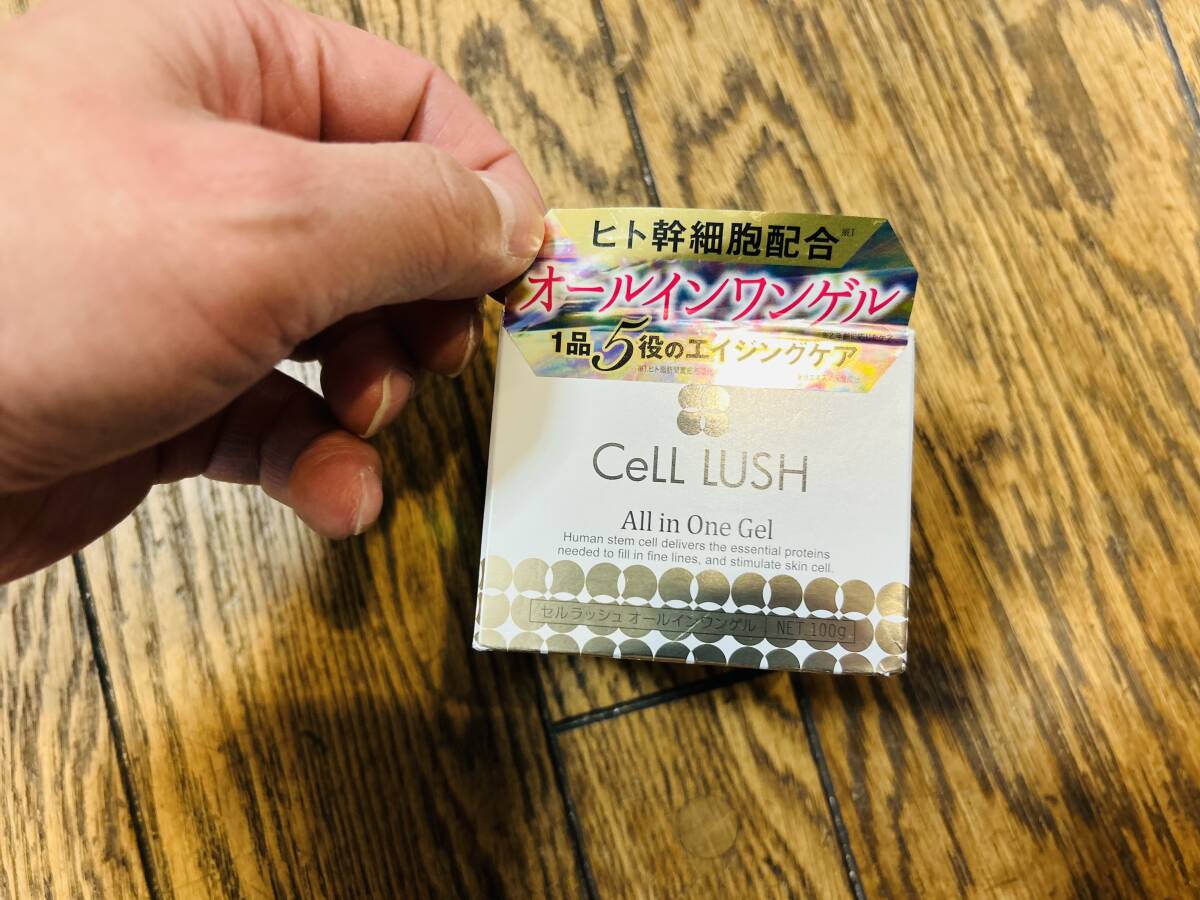 ヒト幹細胞配合※1
オールインワンゲル
1品5役のエイジングケア
CeLL LUSH
All in One Gel
Human stem cell delivers the essential proteins
needed to fill in fine lines, and stimulate skin cell.
セルラッシュ オールインワンゲル NET.100g